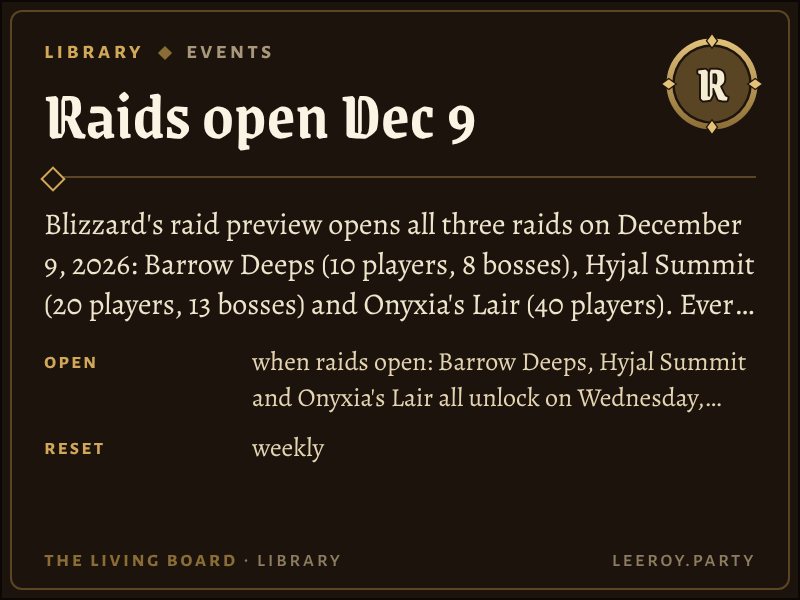 LIBRARY ◆ EVENTS
R
Raids open Dec 9
Blizzard's raid preview opens all three raids on December
9, 2026: Barrow Deeps (10 players, 8 bosses), Hyjal Summit
(20 players, 13 bosses) and Onyxia's Lair (40 players). Ever…
OPEN when raids open: Barrow Deeps, Hyjal Summit
and Onyxia's Lair all unlock on Wednesday,…
RESET weekly
THE LIVING BOARD · LIBRARY LEEROY.PARTY